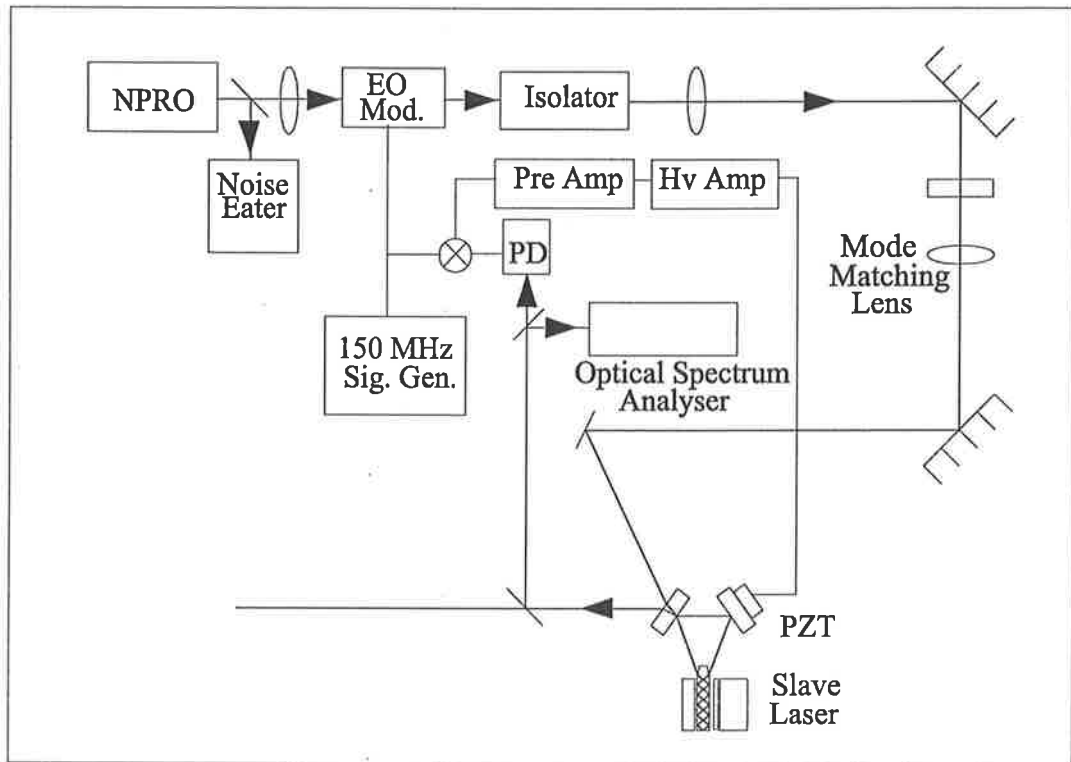 NPRO
EO
Mod.
Isolator
Noise
Eater
Pre Amp
Hv Amp
PD
Mode
Matching
Lens
150 MHz
Sig. Gen.
Optical Spectrum
Analyser
PZT
Slave
Laser